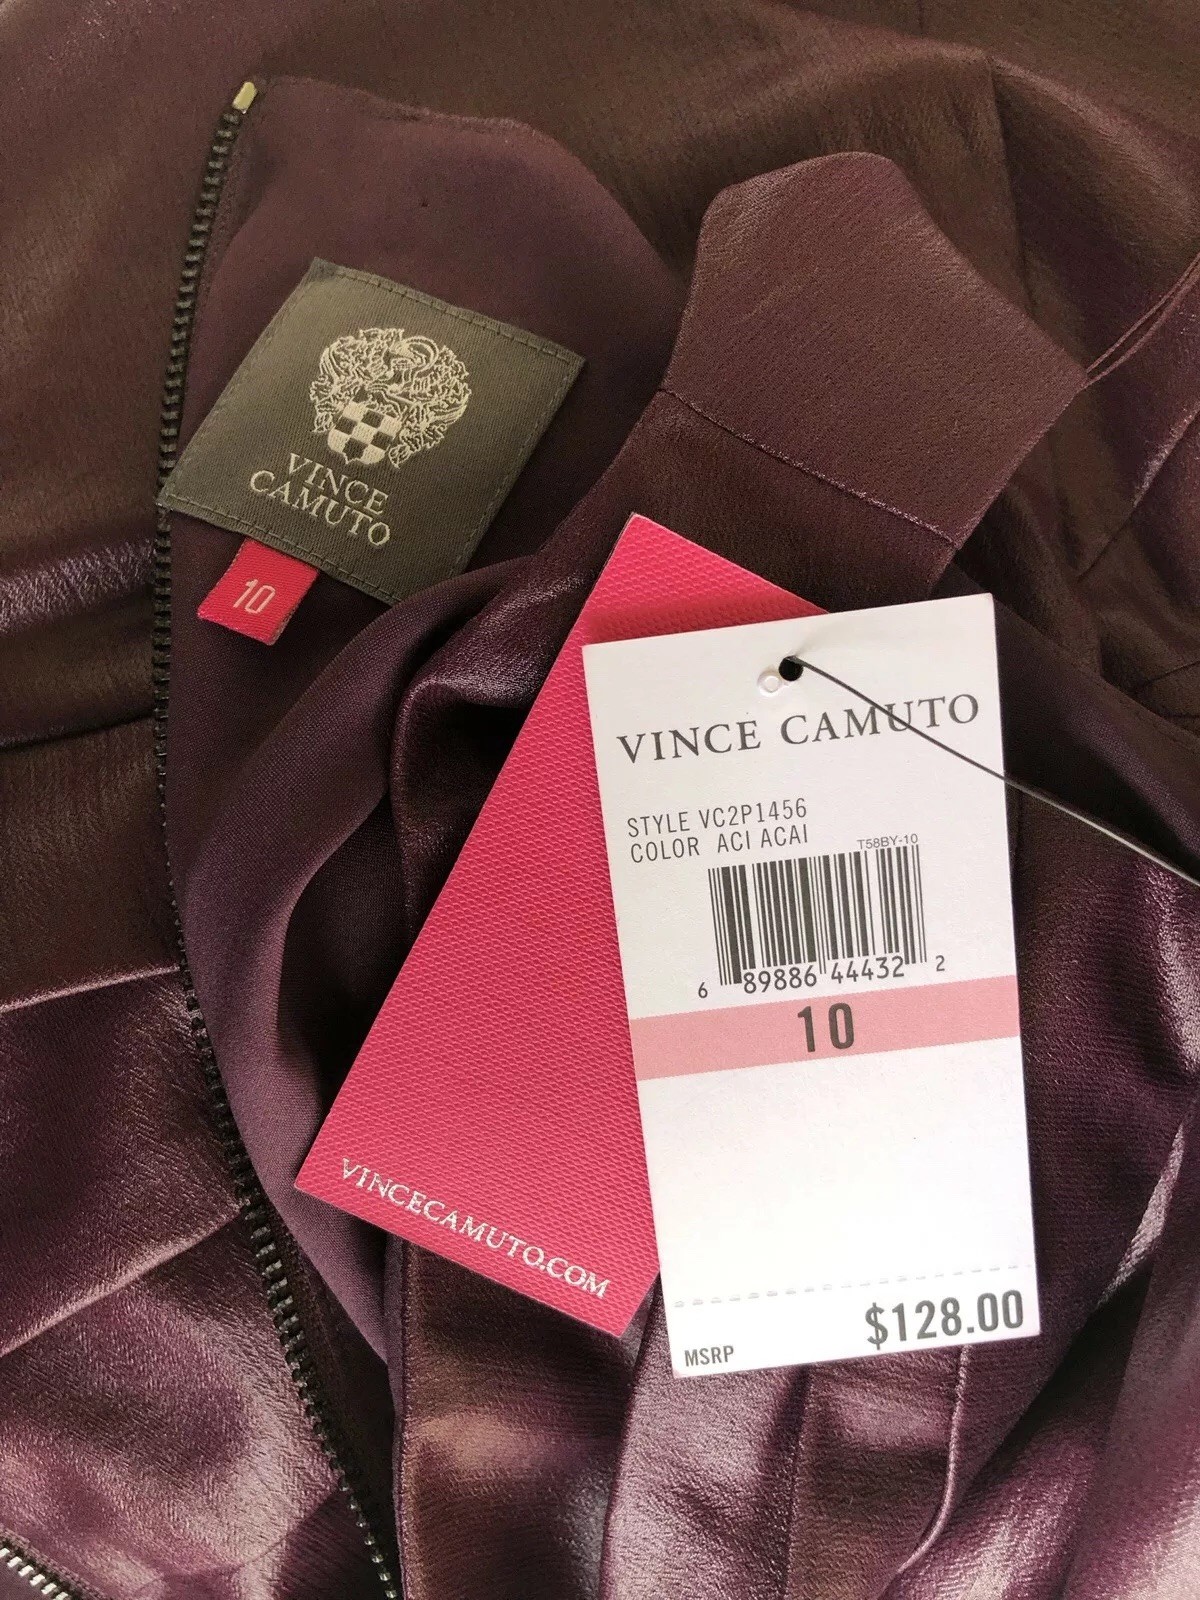 VINCE
CAMUTO
10
VINCE CAMUTO
STYLE VC2P1456
COLOR ACI ACAI
T58BY-10
6 89886 44432 2
10
MSRP $128.00
VINCECAMUTO.COM